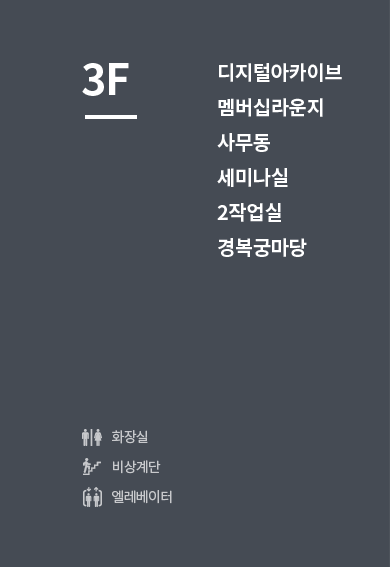 3F
디지털아카이브
멤버십라운지
사무동
세미나실
2작업실
경복궁마당
화장실
비상계단
엘레베이터